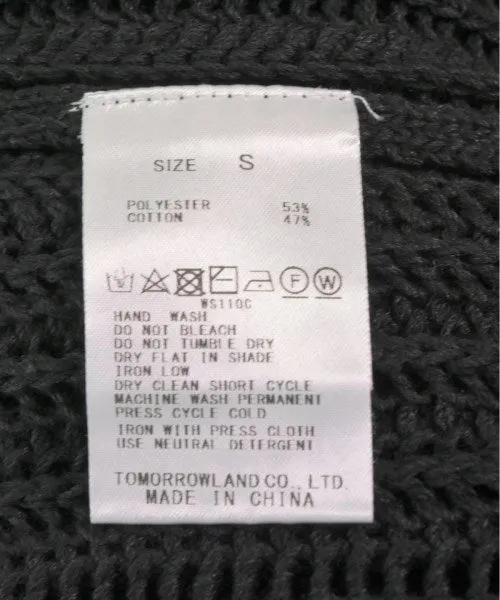 SIZE S
POLYESTER 53%
COTTON 47%
F W
WS110C
HAND WASH
DO NOT BLEACH
DO NOT TUMBLE DRY
DRY FLAT IN SHADE
IRON LOW
DRY CLEAN SHORT CYCLE
MACHINE WASH PERMANENT
PRESS CYCLE COLD
IRON WITH PRESS CLOTH
USE NEUTRAL DETERGENT
TOMORROWLAND CO., LTD.
MADE IN CHINA